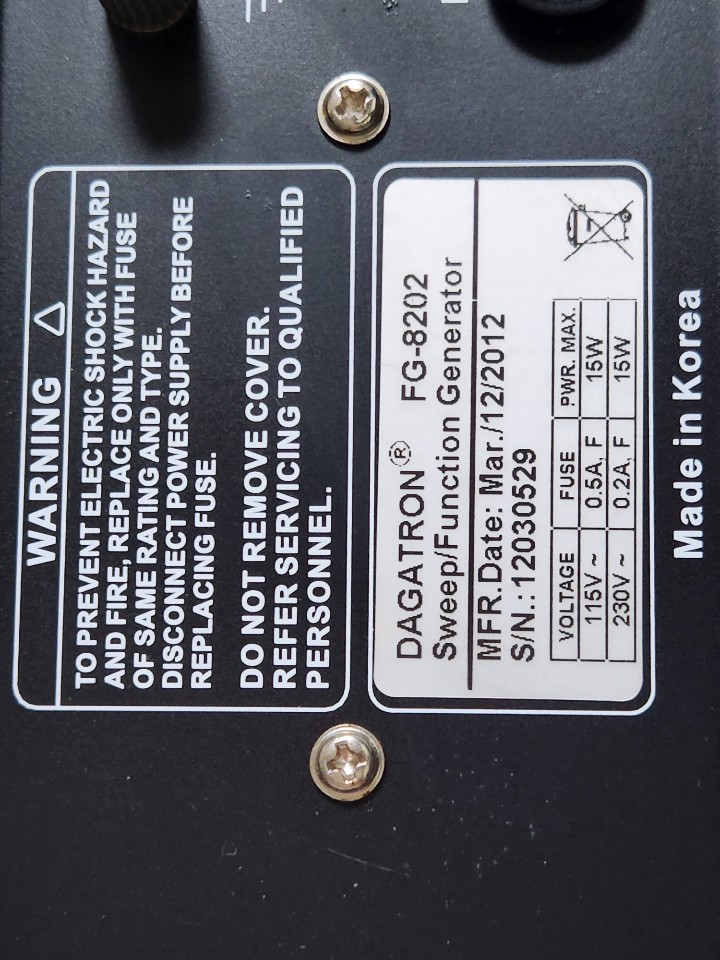 WARNING
TO PREVENT ELECTRIC SHOCK HAZARD
AND FIRE, REPLACE ONLY WITH FUSE
OF SAME RATING AND TYPE.
DISCONNECT POWER SUPPLY BEFORE
REPLACING FUSE.
DO NOT REMOVE COVER.
REFER SERVICING TO QUALIFIED
PERSONNEL.
DAGATRON® FG-8202
Sweep/Function Generator
MFR.Date: Mar./12/2012
S/N.:12030529
VOLTAGE FUSE PWR. MAX.
115V ~ 0.5A, F 15W
230V ~ 0.2A, F 15W
Made in Korea